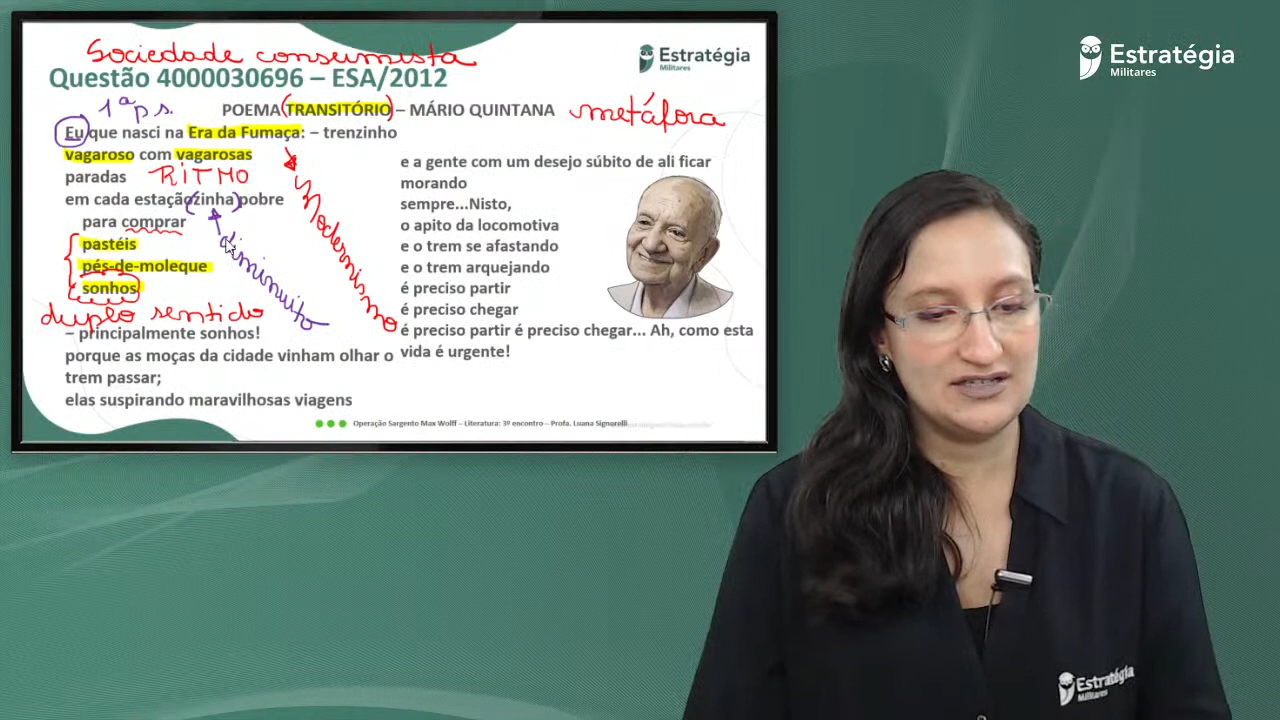 Sociedade consumista
Questão 4000030696 – ESA/2012
Estratégia
Militares
1ª p.s.
POEMA (TRANSITÓRIO) – MÁRIO QUINTANA
metáfora
Eu que nasci na Era da Fumaça: – trenzinho
vagaroso com vagarosas
paradas
RITMO
em cada estaçãozinha pobre
para comprar
pastéis
pés-de-moleque
sonhos
diminuito
Modernismo
duplo sentido
– principalmente sonhos!
porque as moças da cidade vinham olhar o
trem passar;
elas suspirando maravilhosas viagens
e a gente com um desejo súbito de ali ficar
morando
sempre...Nisto,
o apito da locomotiva
e o trem se afastando
e o trem arquejando
é preciso partir
é preciso chegar
é preciso partir é preciso chegar... Ah, como esta
vida é urgente!
Operação Sargento Max Wolff – Literatura: 3º encontro – Profa. Luana Signorelli
Estratégia
Militares
Estratégia
Militares